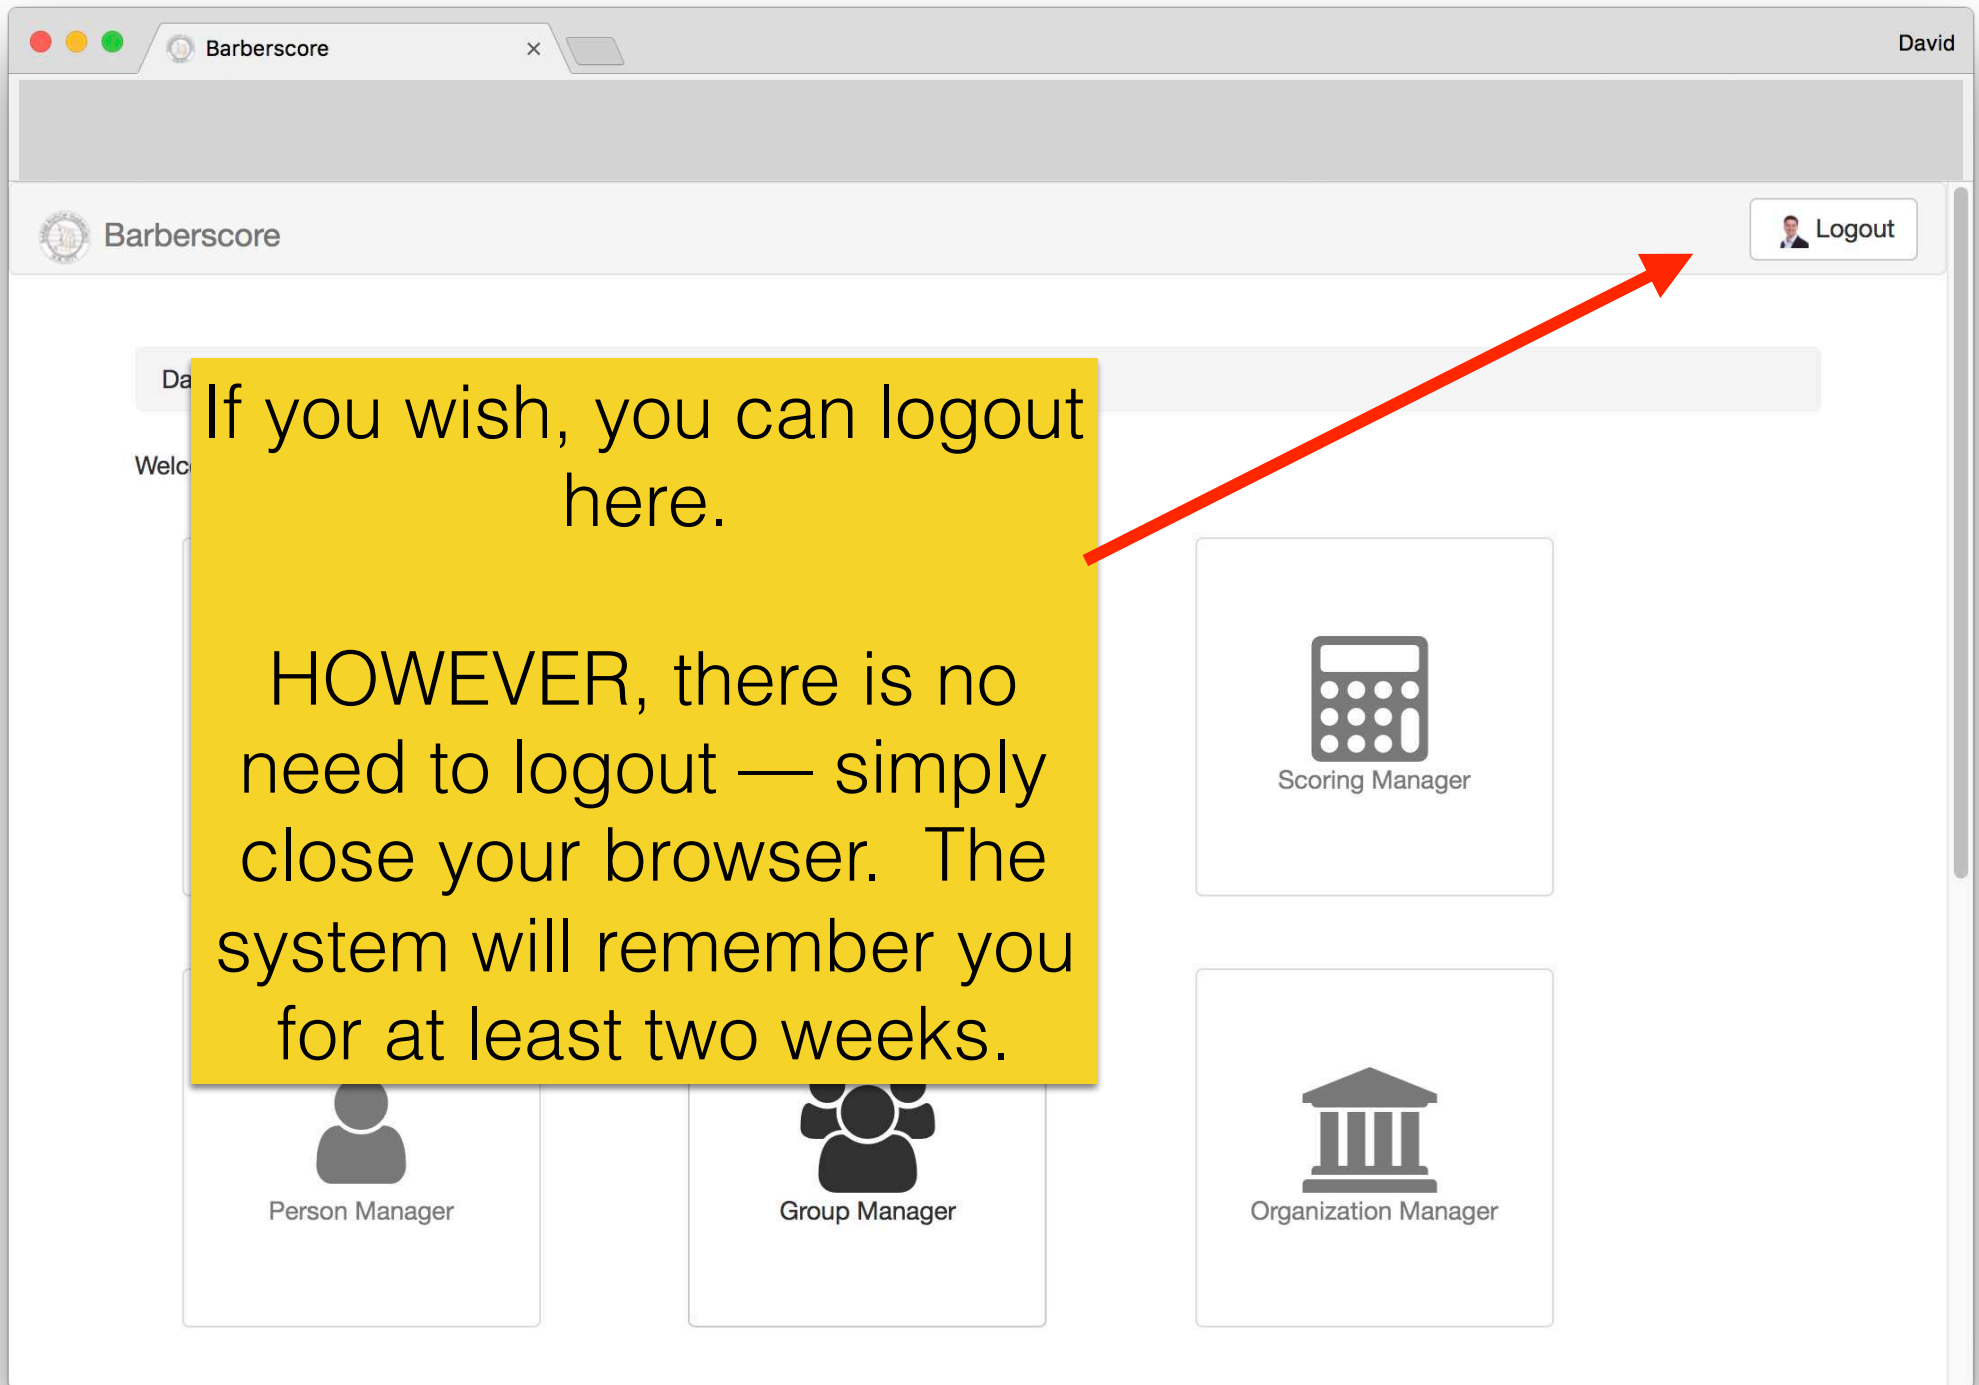 Barberscore
David
Barberscore
Logout
If you wish, you can logout
here.
HOWEVER, there is no
need to logout — simply
close your browser. The
system will remember you
for at least two weeks.
Scoring Manager
Person Manager
Group Manager
Organization Manager